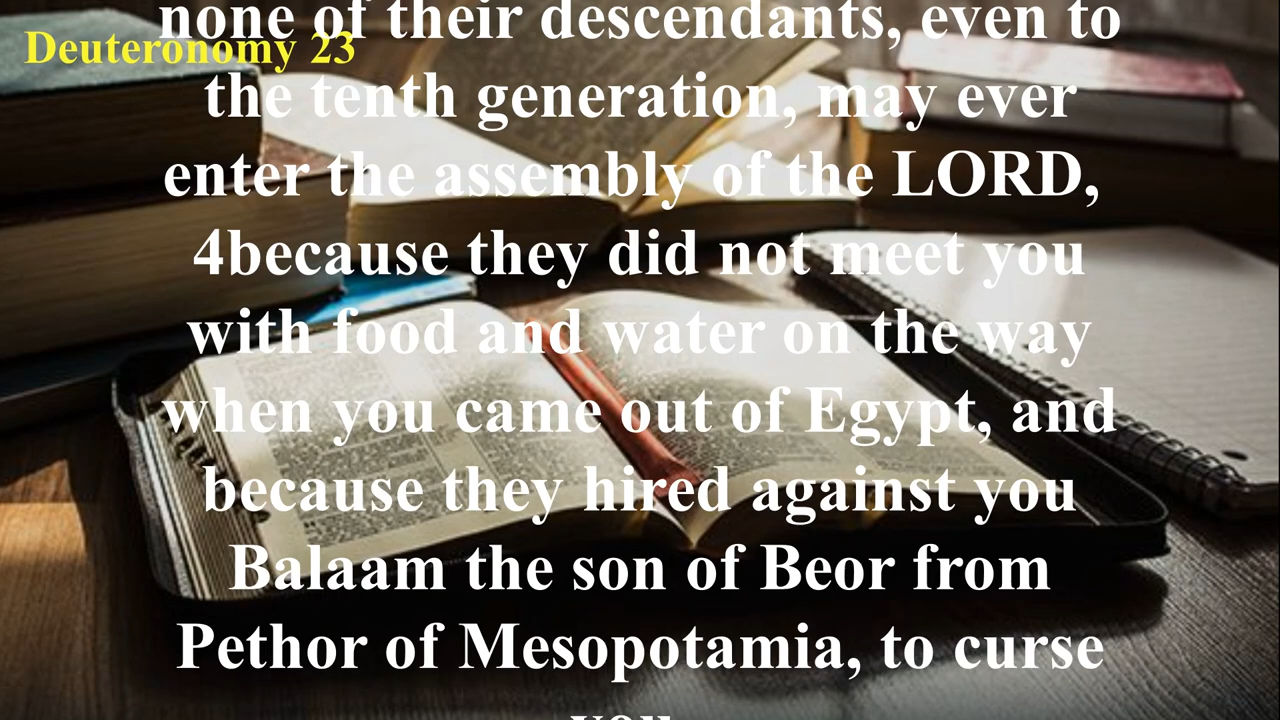 none of their descendants, even to
Deuteronomy 23
the tenth generation, may ever
enter the assembly of the LORD,
4because they did not meet you
with food and water on the way
when you came out of Egypt, and
because they hired against you
Balaam the son of Beor from
Pethor of Mesopotamia, to curse
you